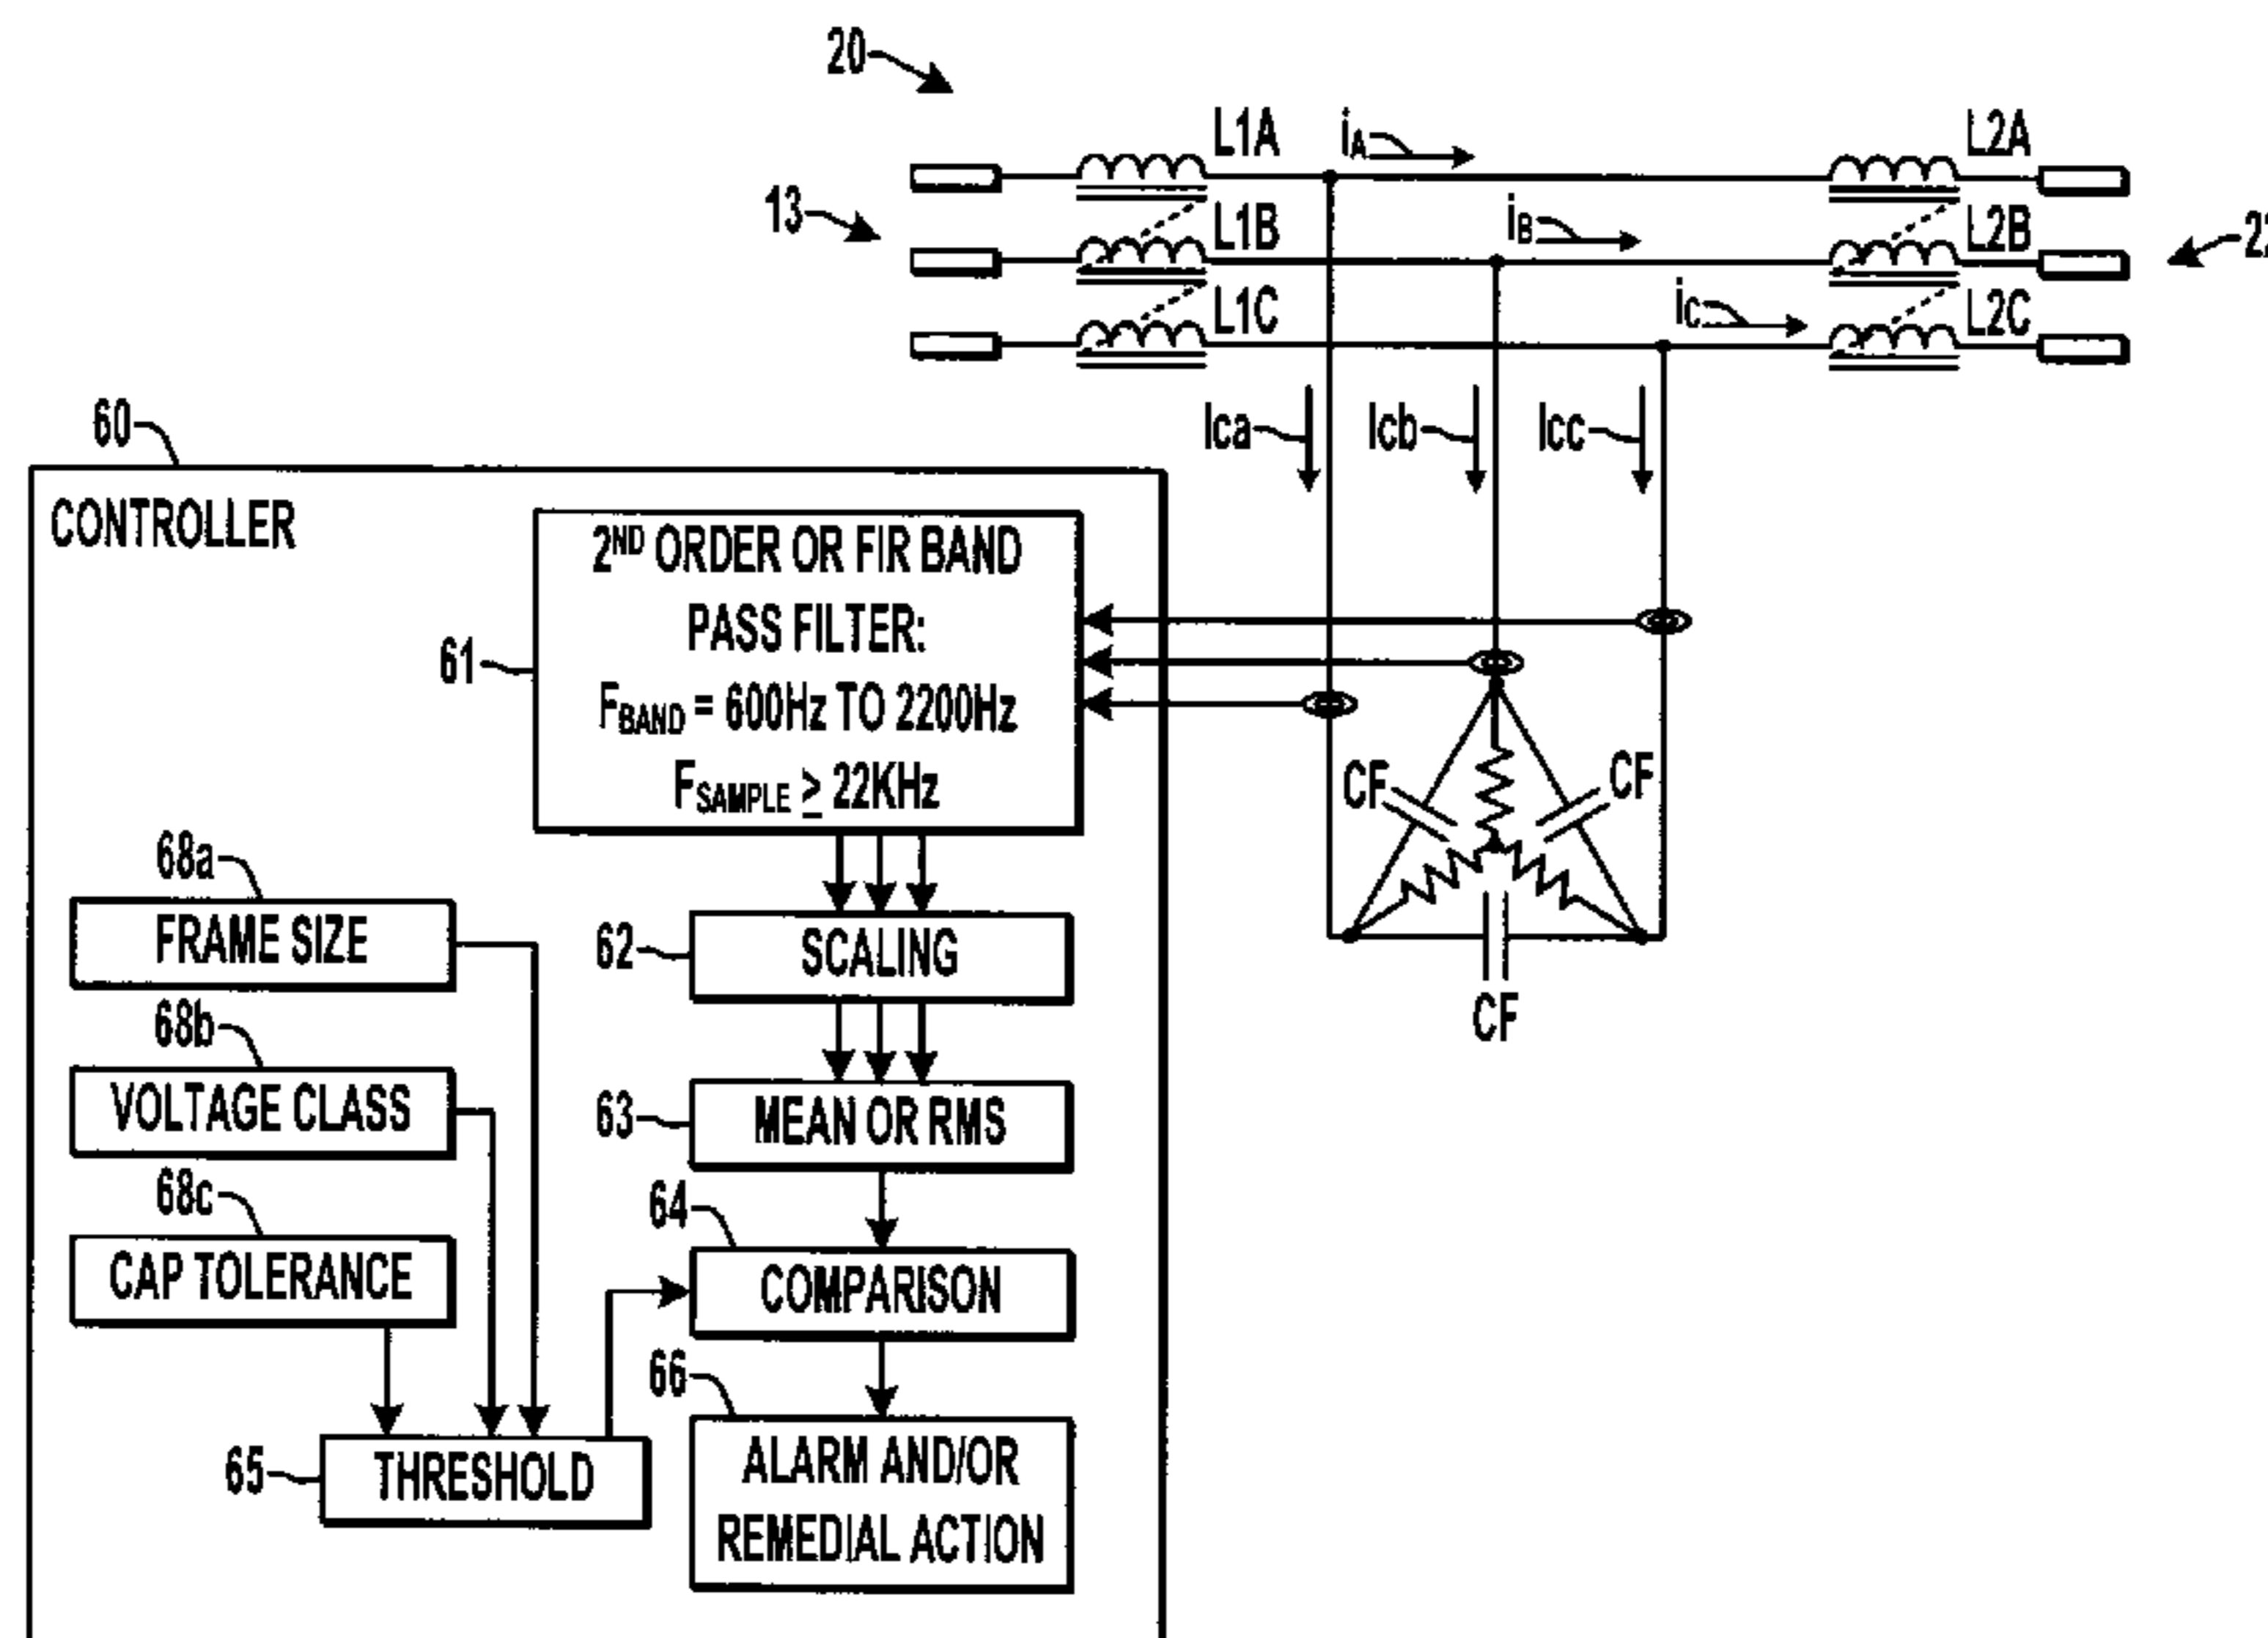 20
L1A
iA
L2A
13
L1B
iB
L2B
L1C
iC
L2C
60
Ica
Icb
Icc
CONTROLLER
2ND ORDER OR FIR BAND
PASS FILTER:
FBAND = 600Hz TO 2200Hz
FSAMPLE ≥ 22KHz
61
CF
CF
CF
68a
FRAME SIZE
62
SCALING
68b
VOLTAGE CLASS
63
MEAN OR RMS
68c
CAP TOLERANCE
64
COMPARISON
66
65
THRESHOLD
ALARM AND/OR
REMEDIAL ACTION